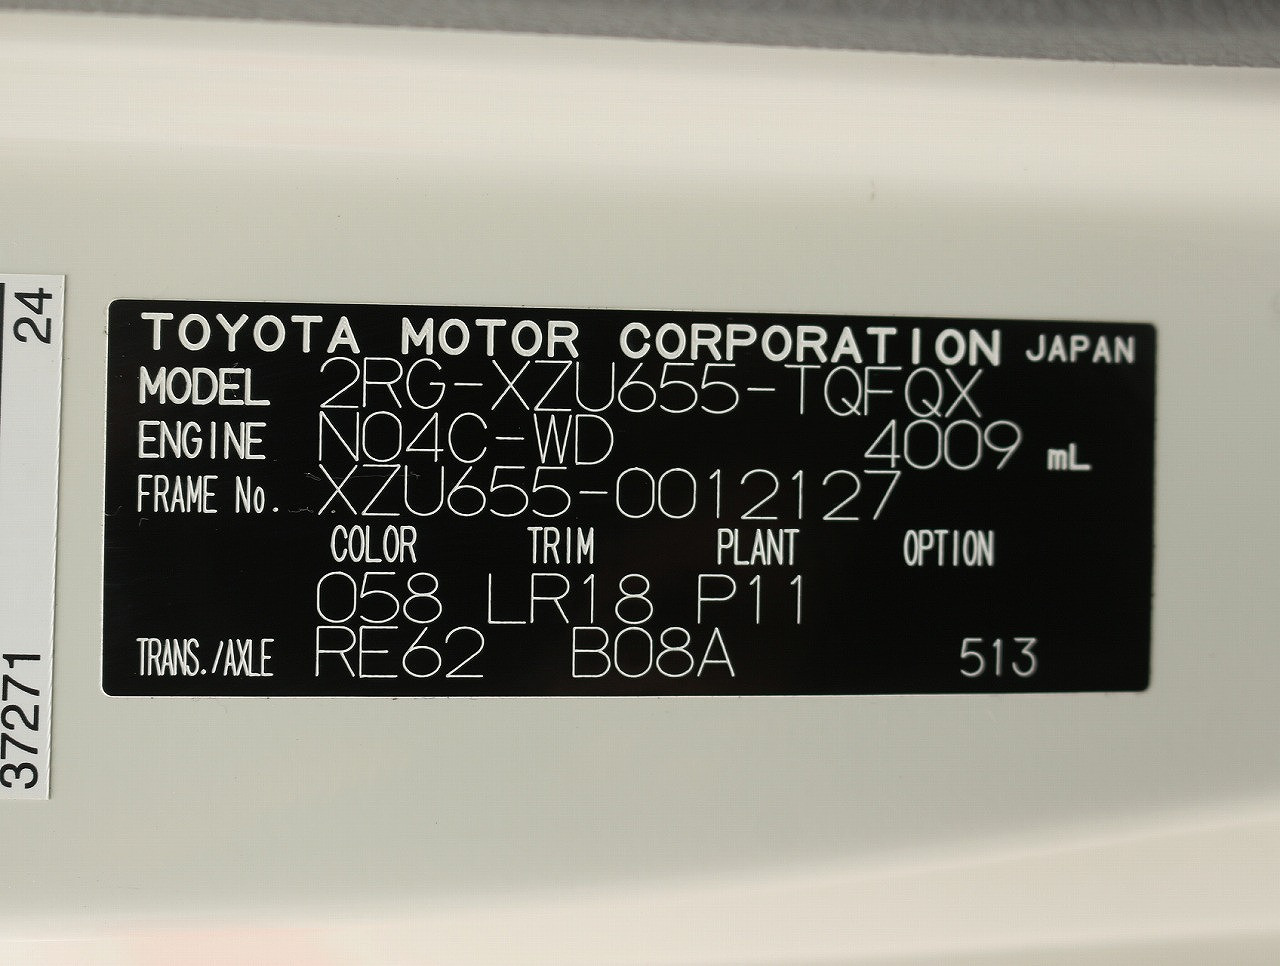 TOYOTA MOTOR CORPORATION JAPAN
MODEL 2RG-XZU655-TQFQX
ENGINE N04C-WD 4009 mL
FRAME No. XZU655-0012127
COLOR TRIM PLANT OPTION
058 LR18 P11
TRANS./AXLE RE62 B08A 513
37271 24